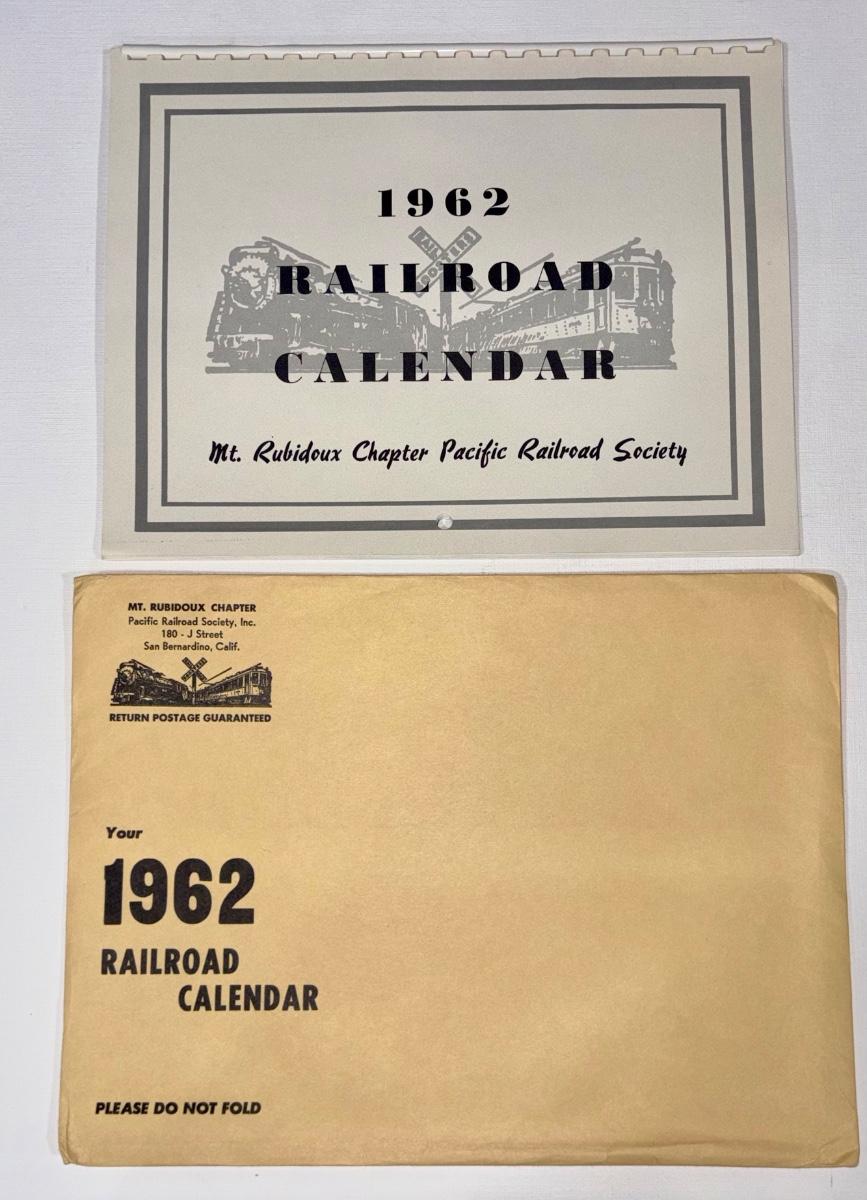 1962
RAILROAD
CALENDAR
Mt. Rubidoux Chapter Pacific Railroad Society
MT. RUBIDOUX CHAPTER
Pacific Railroad Society, Inc.
180 - J Street
San Bernardino, Calif.
RETURN POSTAGE GUARANTEED
Your
1962
RAILROAD
CALENDAR
PLEASE DO NOT FOLD